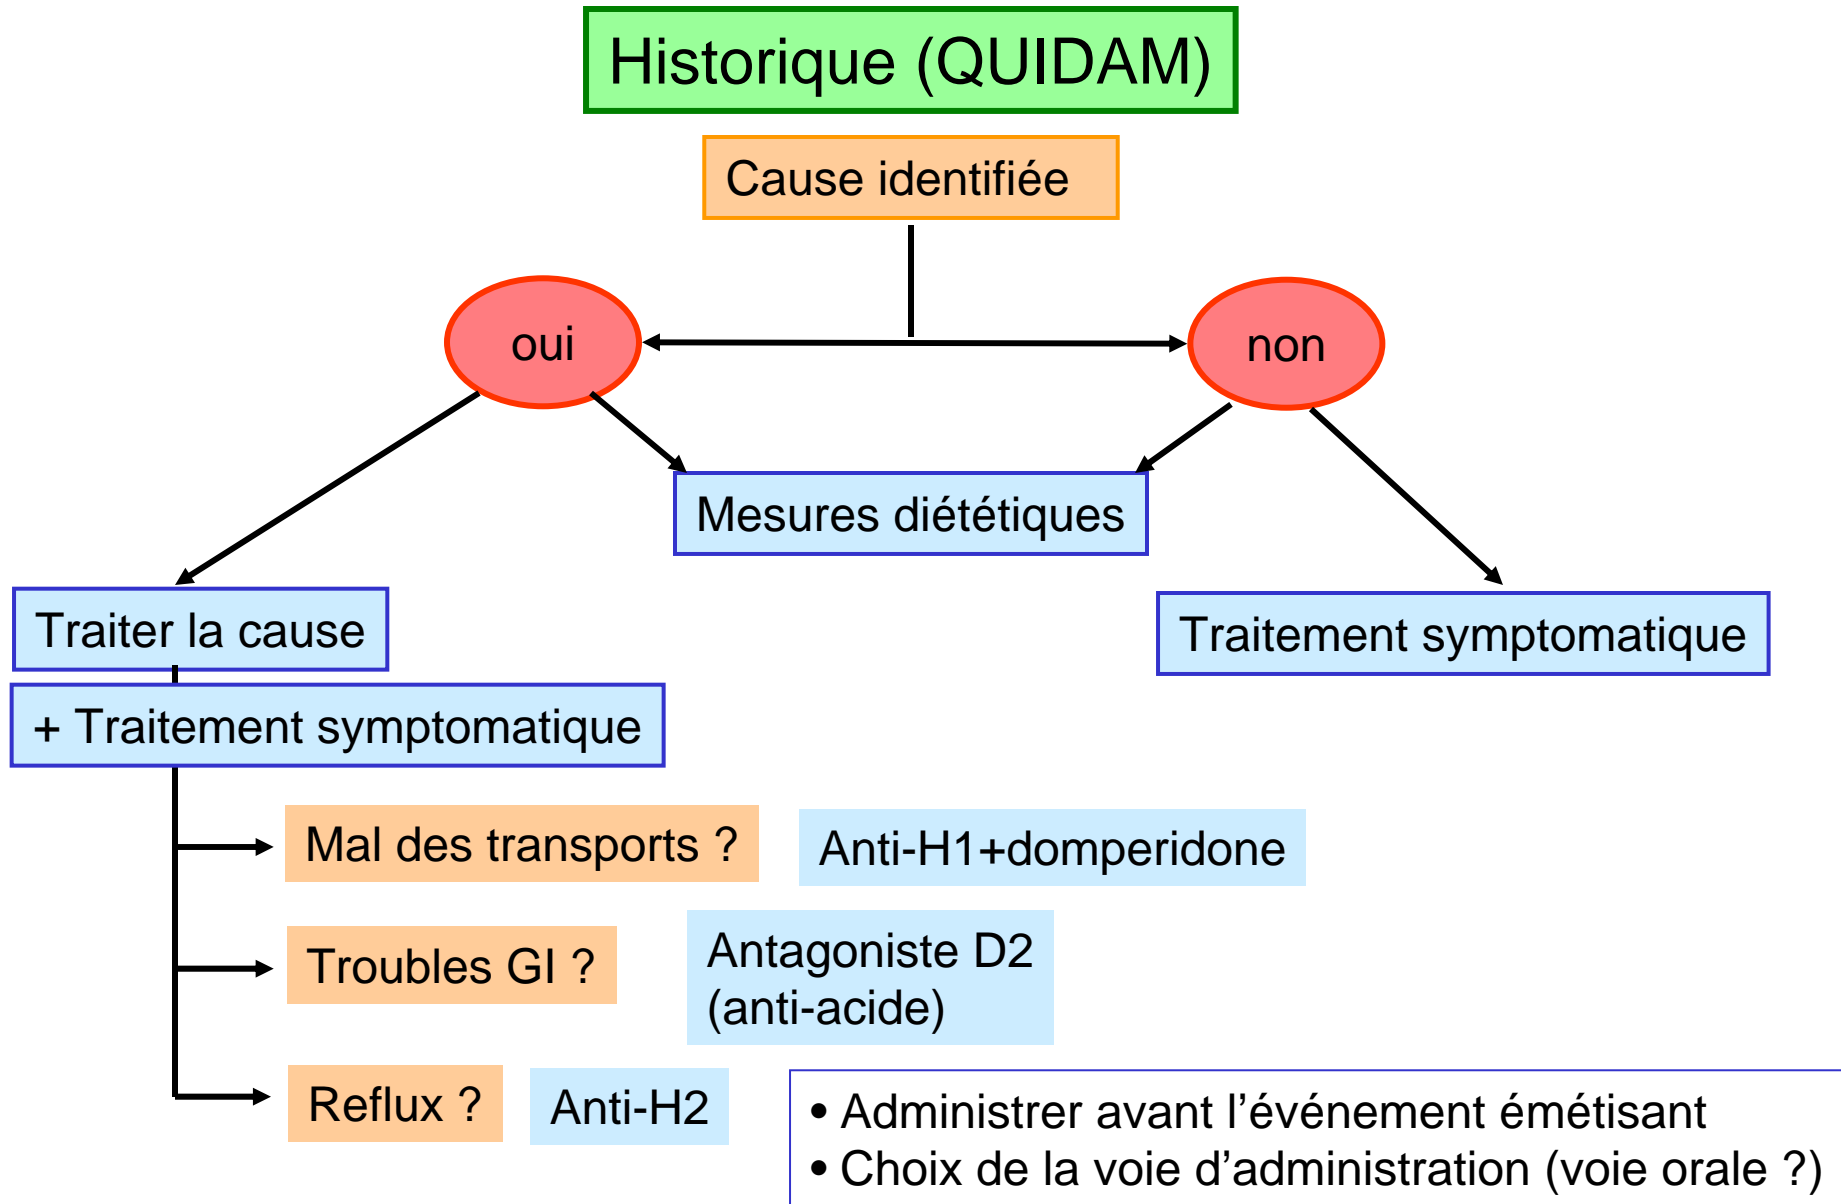 Historique (QUIDAM)
Cause identifiée
oui
non
Mesures diététiques
Traiter la cause
Traitement symptomatique
+ Traitement symptomatique
Mal des transports ?
Anti-H1+domperidone
Troubles GI ?
Antagoniste D2
(anti-acide)
Reflux ?
Anti-H2
• Administrer avant l’événement émétisant
• Choix de la voie d’administration (voie orale ?)